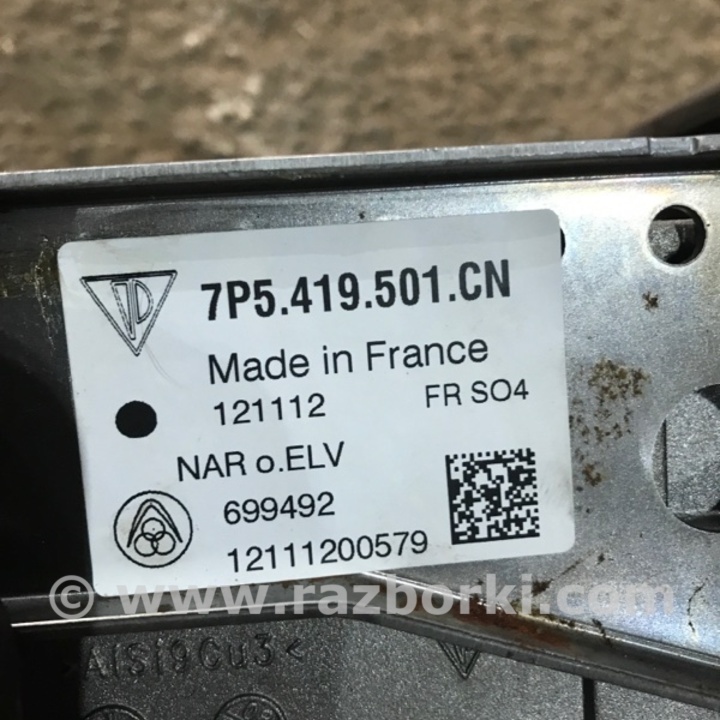 7P5.419.501.CN
Made in France
121112 FR SO4
NAR o.ELV
699492
12111200579
© www.razborki.com
>AlSi9Cu3<